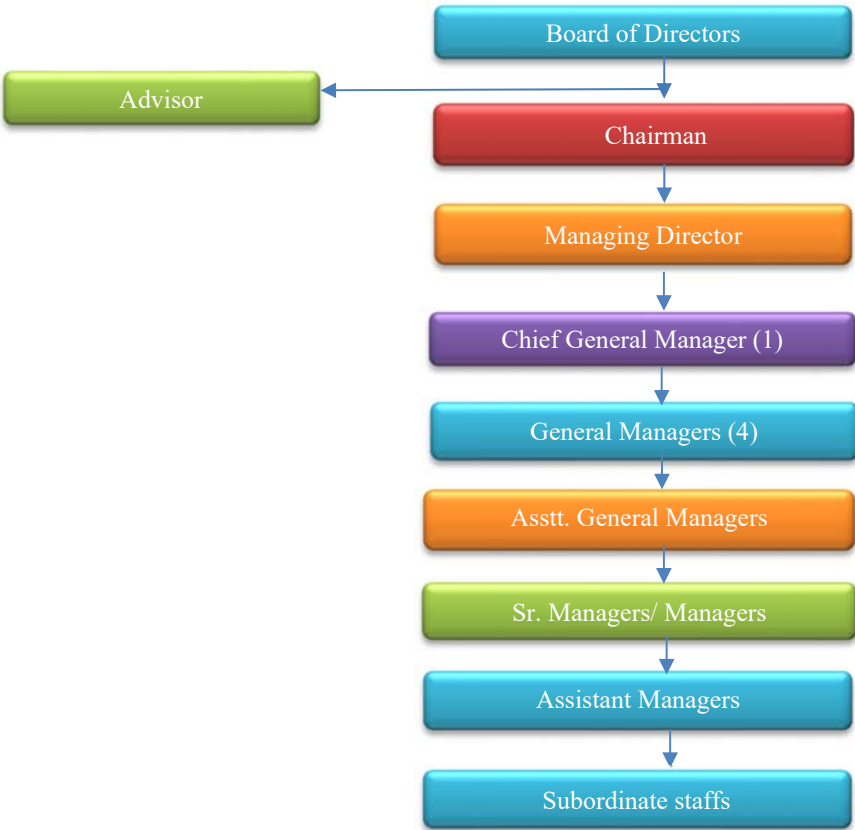 Board of Directors
Advisor
Chairman
Managing Director
Chief General Manager (1)
General Managers (4)
Asstt. General Managers
Sr. Managers/ Managers
Assistant Managers
Subordinate staffs